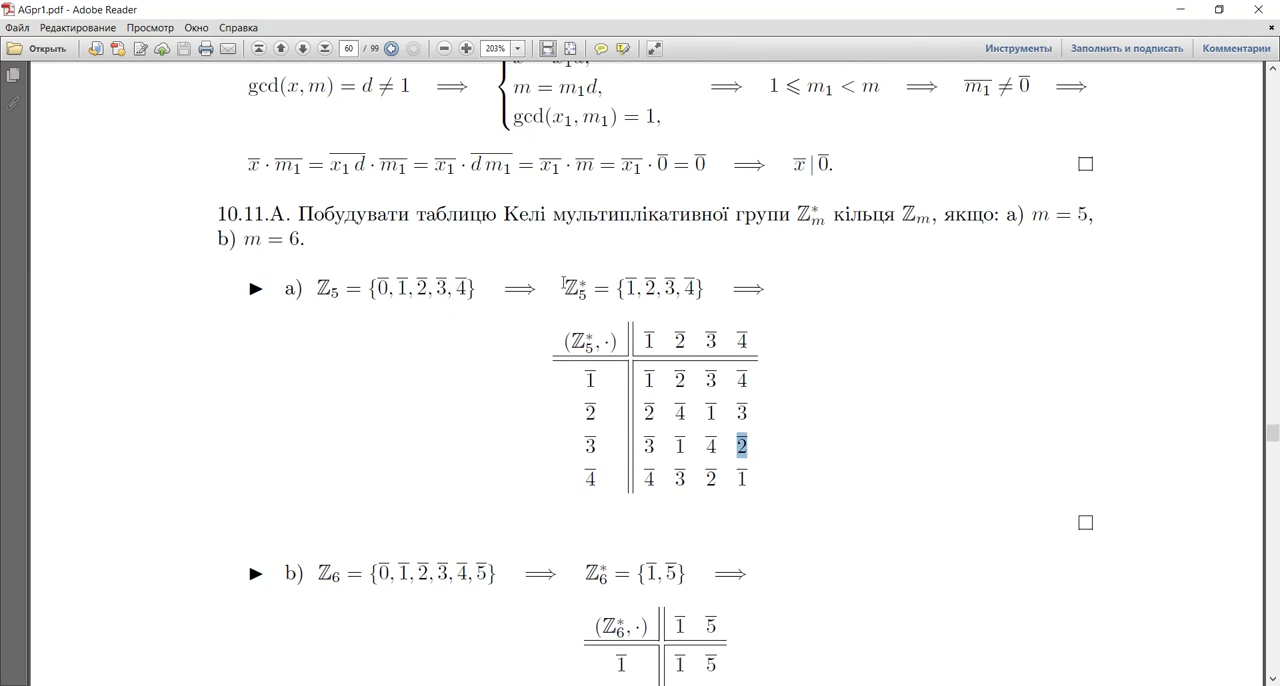 AGpr1.pdf - Adobe Reader
Файл Редактирование Просмотр Окно Справка
Открыть 60 / 99 203% Инструменты Заполнить и подписать Комментарии
gcd(x, m) = d ≠ 1 ⟹ { m = m₁d, ⟹ 1 ⩽ m₁ < m ⟹ m̅₁̅ ≠ 0̅ ⟹
gcd(x₁, m₁) = 1,
x̅ · m̅₁̅ = x̅₁̅ ̅d̅ · m̅₁̅ = x̅₁̅ · d̅ ̅m̅₁̅ = x̅₁̅ · m̅ = x̅₁̅ · 0̅ = 0̅ ⟹ x̅ | 0̅. □
10.11.A. Побудувати таблицю Келі мультиплікативної групи ℤ*ₘ кільця ℤₘ, якщо: a) m = 5,
b) m = 6.
► a) ℤ₅ = {0̅, 1̅, 2̅, 3̅, 4̅} ⟹ ℤ*₅ = {1̅, 2̅, 3̅, 4̅} ⟹
(ℤ*₅, ·) 1̅ 2̅ 3̅ 4̅
1̅ 1̅ 2̅ 3̅ 4̅
2̅ 2̅ 4̅ 1̅ 3̅
3̅ 3̅ 1̅ 4̅ 2̅
4̅ 4̅ 3̅ 2̅ 1̅
□
► b) ℤ₆ = {0̅, 1̅, 2̅, 3̅, 4̅, 5̅} ⟹ ℤ*₆ = {1̅, 5̅} ⟹
(ℤ*₆, ·) 1̅ 5̅
1̅ 1̅ 5̅